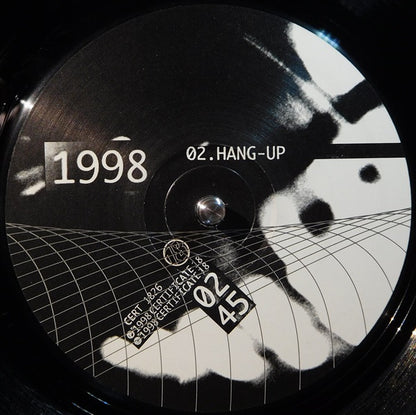 1998
02.HANG-UP
CERT 1826
℗1998 CERTIFICATE 18
©1998 CERTIFICATE 18
02
45